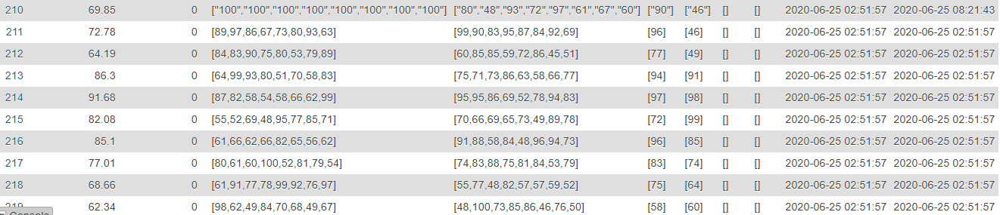 210 69.85 0 ["100","100","100","100","100","100","100","100"] ["80","48","93","72","97","61","67","60"] ["90"] ["46"] [] [] 2020-06-25 02:51:57 2020-06-25 08:21:43
211 72.78 0 [89,97,86,67,73,80,93,63] [99,90,83,95,87,84,92,69] [96] [46] [] [] 2020-06-25 02:51:57 2020-06-25 02:51:57
212 64.19 0 [84,83,90,75,80,53,79,89] [60,85,85,59,72,86,45,51] [77] [49] [] [] 2020-06-25 02:51:57 2020-06-25 02:51:57
213 86.3 0 [64,99,93,80,51,70,58,83] [75,71,73,86,63,58,66,77] [94] [91] [] [] 2020-06-25 02:51:57 2020-06-25 02:51:57
214 91.68 0 [87,82,58,54,58,66,62,99] [95,95,86,69,52,78,94,83] [97] [98] [] [] 2020-06-25 02:51:57 2020-06-25 02:51:57
215 82.08 0 [55,52,69,48,95,77,85,71] [70,66,69,65,73,49,89,78] [72] [99] [] [] 2020-06-25 02:51:57 2020-06-25 02:51:57
216 85.1 0 [61,66,62,66,82,65,56,62] [91,88,58,84,48,96,94,73] [96] [85] [] [] 2020-06-25 02:51:57 2020-06-25 02:51:57
217 77.01 0 [80,61,60,100,52,81,79,54] [74,83,88,75,81,84,53,79] [83] [74] [] [] 2020-06-25 02:51:57 2020-06-25 02:51:57
218 68.66 0 [61,91,77,78,99,92,76,97] [55,77,48,82,57,57,59,52] [75] [64] [] [] 2020-06-25 02:51:57 2020-06-25 02:51:57
219 62.34 0 [98,62,49,84,70,68,49,67] [48,100,73,85,86,46,76,50] [58] [60] [] [] 2020-06-25 02:51:57 2020-06-25 02:51:57
Console